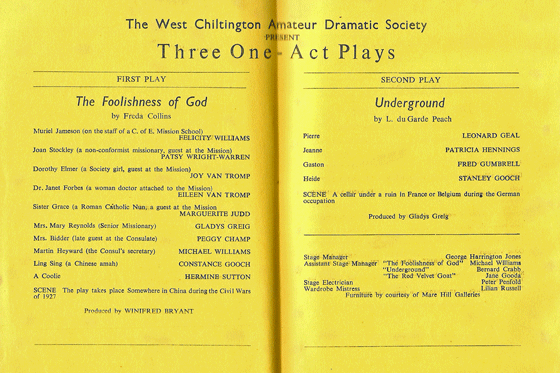 The West Chiltington Amateur Dramatic Society
PRESENT
Three One-Act Plays
FIRST PLAY
The Foolishness of God
by Freda Collins
Muriel Jameson (on the staff of a C. of E. Mission School)
FELICITY WILLIAMS
Joan Stockley (a non-conformist missionary, guest at the Mission)
PATSY WRIGHT-WARREN
Dorothy Elmer (a Society girl, guest at the Mission)
JOY VAN TROMP
Dr. Janet Forbes (a woman doctor attached to the Mission)
EILEEN VAN TROMP
Sister Grace (a Roman Catholic Nun, a guest at the Mission
MARGUERITE JUDD
Mrs. Mary Reynolds (Senior Missionary) GLADYS GREIG
Mrs. Bidder (late guest at the Consulate) PEGGY CHAMP
Martin Heyward (the Consul's secretary) MICHAEL WILLIAMS
Ling Sing (a Chinese amah) CONSTANCE GOOCH
A Coolie HERMINE SUTTON
SCENE The play takes place Somewhere in China during the Civil Wars
of 1927
Produced by WINIFRED BRYANT
SECOND PLAY
Underground
by L. du Garde Peach
Pierre LEONARD GEAL
Jeanne PATRICIA HENNINGS
Gaston FRED GUMBRELL
Heide STANLEY GOOCH
SCENE A cellar under a ruin in France or Belgium during the German
occupation
Produced by Gladys Greig
Stage Manager George Harrington Jones
Assistant Stage Manager "The Foolishness of God" Michael Williams
"Underground" Bernard Crabb
"The Red Velvet Goat" Jane Gooda
Stage Electrician Peter Penfold
Wardrobe Mistress Lilian Russell
Furniture by courtesy of Mare Hill Galleries